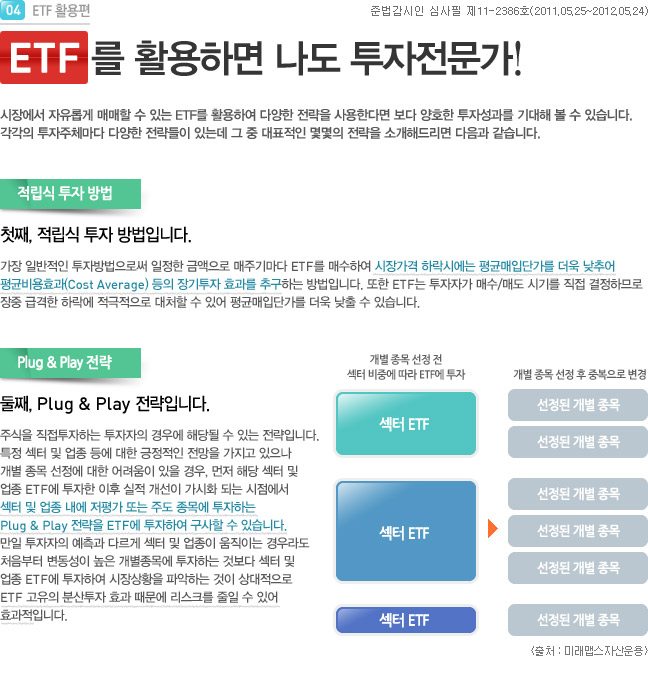 04 ETF 활용편
준법감시인 심사필 제11-2386호(2011.05.25~2012.05.24)
ETF를 활용하면 나도 투자전문가!
시장에서 자유롭게 매매할 수 있는 ETF를 활용하여 다양한 전략을 사용한다면 보다 양호한 투자성과를 기대해 볼 수 있습니다.
각각의 투자주체마다 다양한 전략들이 있는데 그 중 대표적인 몇몇의 전략을 소개해드리면 다음과 같습니다.
적립식 투자 방법
첫째, 적립식 투자 방법입니다.
가장 일반적인 투자방법으로써 일정한 금액으로 매주기마다 ETF를 매수하여 시장가격 하락시에는 평균매입단가를 더욱 낮추어
평균비용효과(Cost Average) 등의 장기투자 효과를 추구하는 방법입니다. 또한 ETF는 투자자가 매수/매도 시기를 직접 결정하므로
장중 급격한 하락에 적극적으로 대처할 수 있어 평균매입단가를 더욱 낮출 수 있습니다.
Plug & Play 전략
둘째, Plug & Play 전략입니다.
주식을 직접투자하는 투자자의 경우에 해당될 수 있는 전략입니다.
특정 섹터 및 업종 등에 대한 긍정적인 전망을 가지고 있으나
개별 종목 선정에 대한 어려움이 있을 경우, 먼저 해당 섹터 및
업종 ETF에 투자한 이후 실적 개선이 가시화 되는 시점에서
섹터 및 업종 내에 저평가 또는 주도 종목에 투자하는
Plug & Play 전략을 ETF에 투자하여 구사할 수 있습니다.
만일 투자자의 예측과 다르게 섹터 및 업종이 움직이는 경우라도
처음부터 변동성이 높은 개별종목에 투자하는 것보다 섹터 및
업종 ETF에 투자하여 시장상황을 파악하는 것이 상대적으로
ETF 고유의 분산투자 효과 때문에 리스크를 줄일 수 있어
효과적입니다.
개별 종목 선정 전
섹터 비중에 따라 ETF에 투자
개별 종목 선정 후 중복으로 변경
섹터 ETF
선정된 개별 종목
선정된 개별 종목
섹터 ETF
선정된 개별 종목
선정된 개별 종목
선정된 개별 종목
섹터 ETF
선정된 개별 종목
<출처 : 미래맵스자산운용>